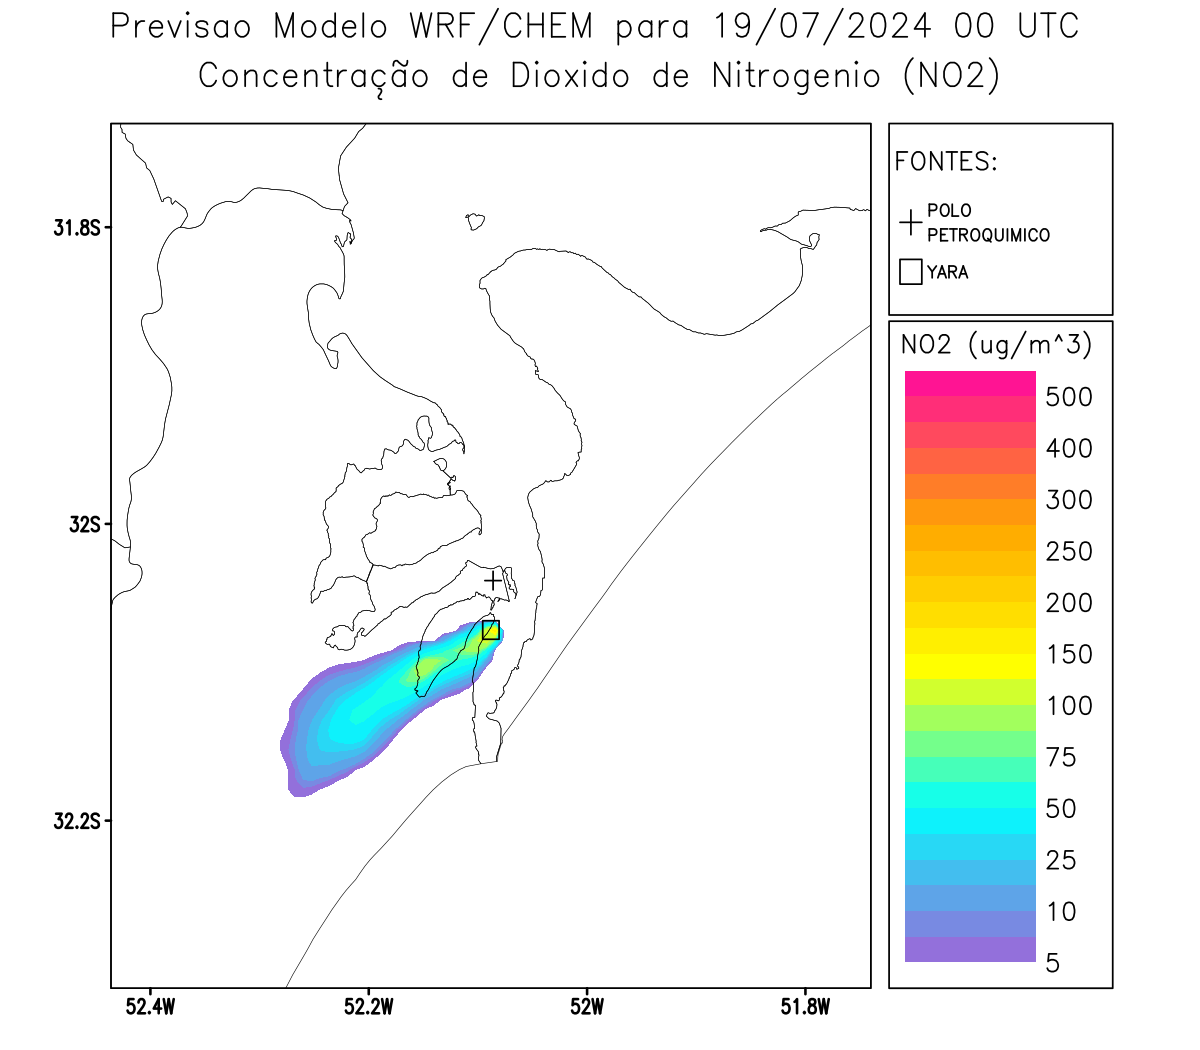 Previsao Modelo WRF/CHEM para 19/07/2024 00 UTC
Concentração de Dioxido de Nitrogenio (NO2)
FONTES:
POLO
PETROQUIMICO
YARA
NO2 (ug/m^3)
500
400
300
250
200
150
100
75
50
25
10
5
31.8S
32S
32.2S
52.4W
52.2W
52W
51.8W